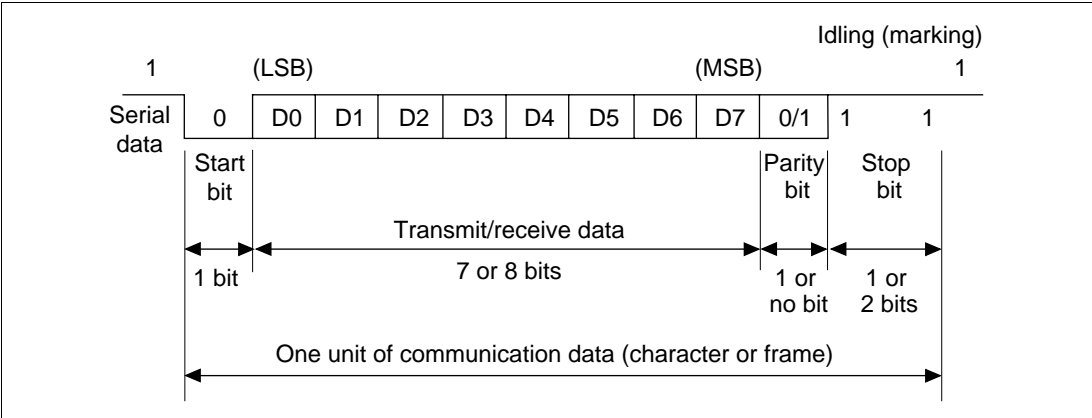 Idling (marking)
1 (LSB) (MSB) 1
Serial
data
0 D0 D1 D2 D3 D4 D5 D6 D7 0/1 1 1
Start
bit
Parity
bit
Stop
bit
Transmit/receive data
1 bit
7 or 8 bits
1 or
no bit
1 or
2 bits
One unit of communication data (character or frame)